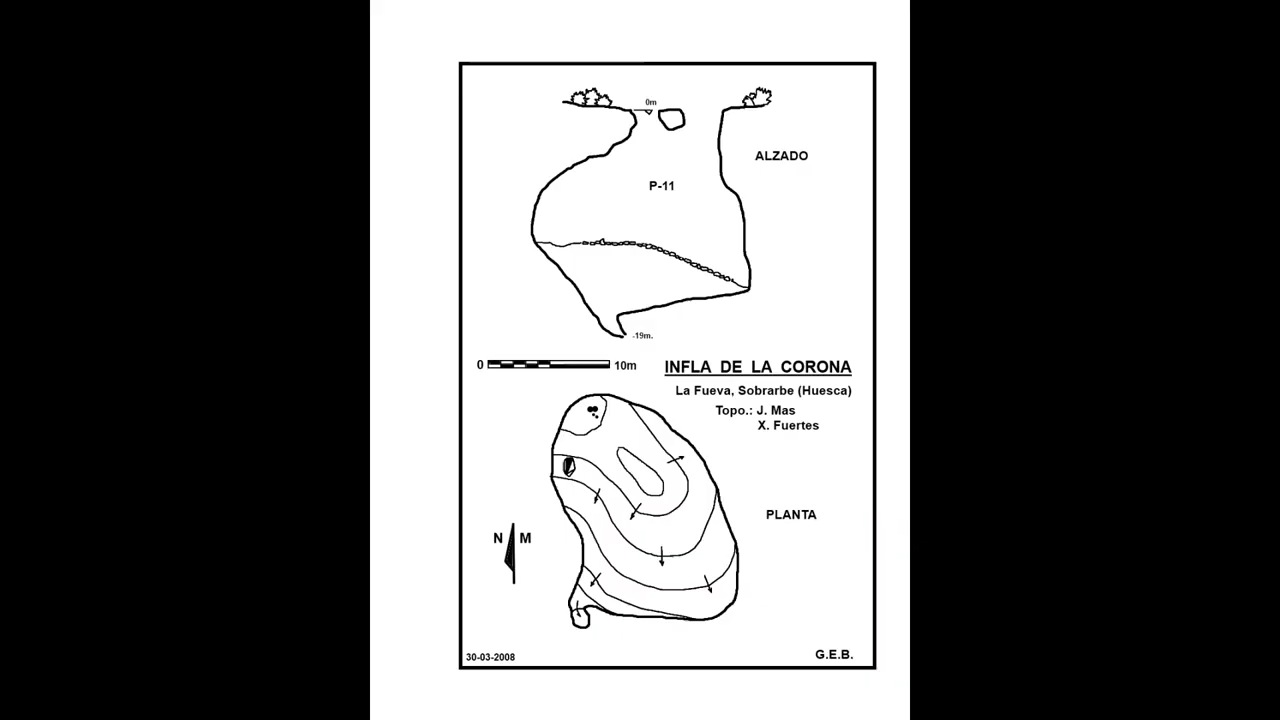 0m
ALZADO
P-11
-19m.
0 10m
INFLA DE LA CORONA
La Fueva, Sobrarbe (Huesca)
Topo.: J. Mas
X. Fuertes
PLANTA
N M
30-03-2008
G.E.B.